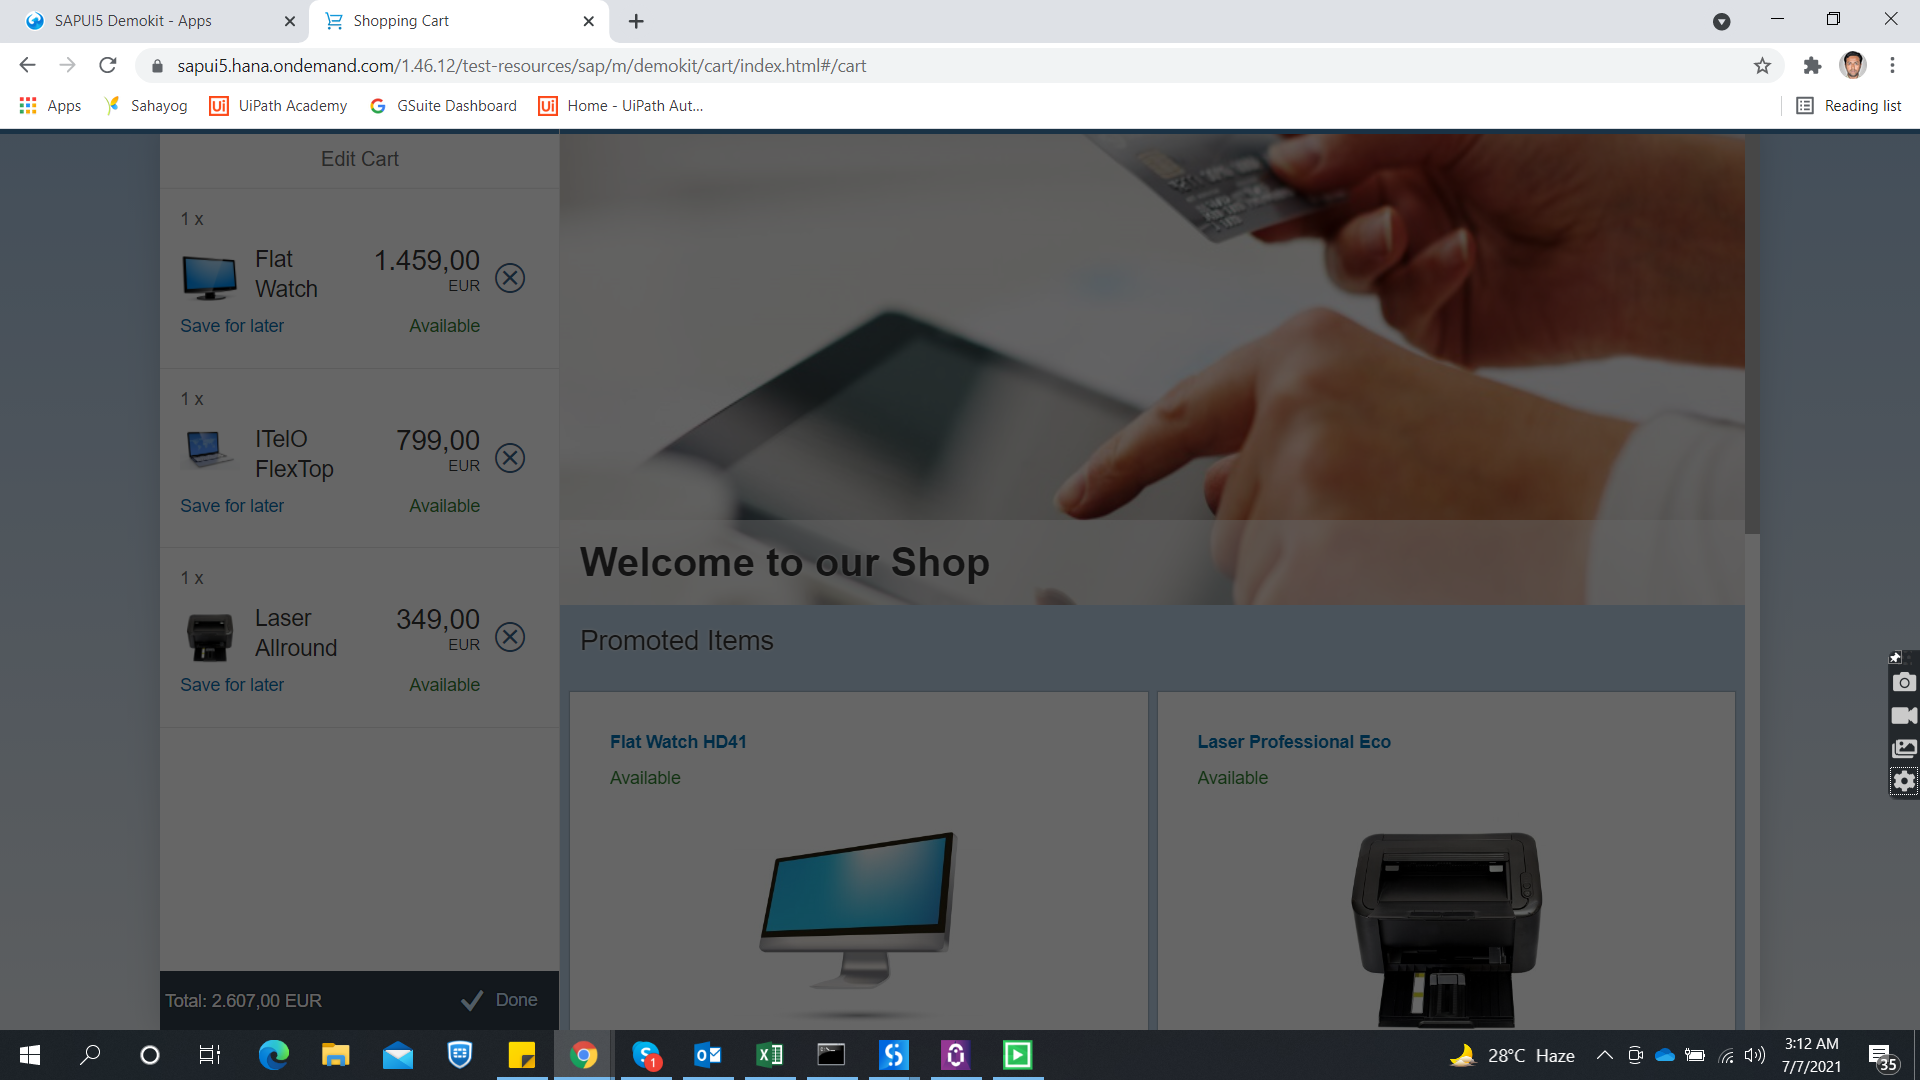 SAPUI5 Demokit - Apps
Shopping Cart
sapui5.hana.ondemand.com/1.46.12/test-resources/sap/m/demokit/cart/index.html#/cart
Apps
Sahayog
UiPath Academy
GSuite Dashboard
Home - UiPath Aut...
Reading list
Edit Cart
1 x
Flat Watch
1.459,00
EUR
Save for later
Available
1 x
ITelO FlexTop
799,00
EUR
Save for later
Available
1 x
Laser Allround
349,00
EUR
Save for later
Available
Total: 2.607,00 EUR
Done
Welcome to our Shop
Promoted Items
Flat Watch HD41
Available
Laser Professional Eco
Available
1
28°C Haze
3:12 AM
7/7/2021
35